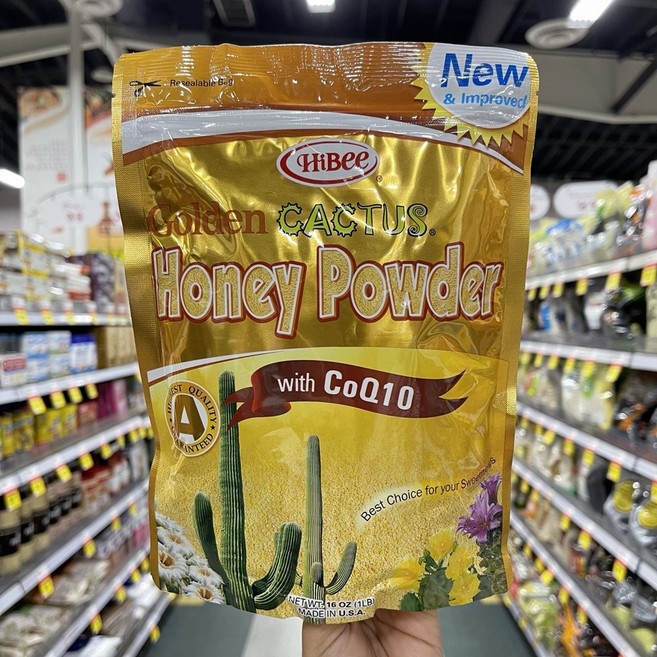 Resealable Bag
New
& Improved
HiBEE®
Golden CACTUS®
Honey Powder
with CoQ10
BEST QUALITY
A
GUARANTEED
Best Choice for your Sweetness
NET WT. 16 OZ (1LB)
MADE IN U.S.A.